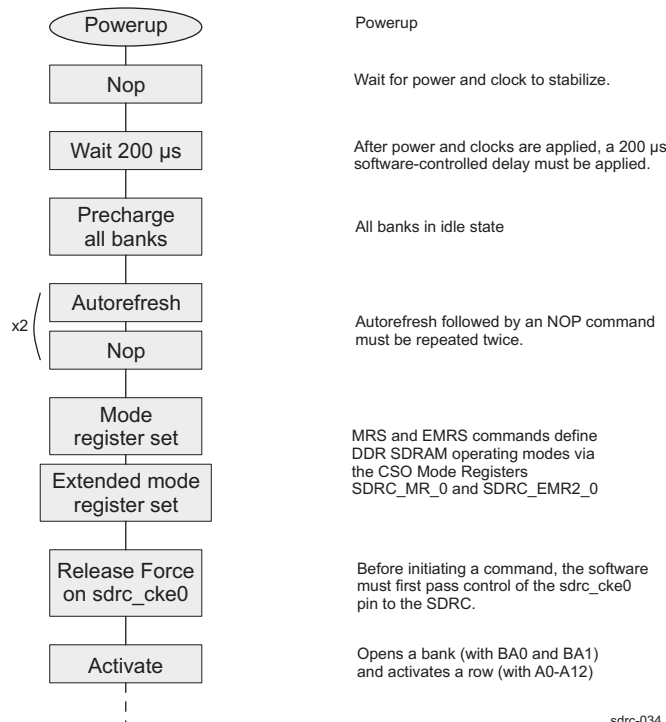 Powerup
Powerup
Nop
Wait for power and clock to stabilize.
Wait 200 µs
After power and clocks are applied, a 200 µs
software-controlled delay must be applied.
Precharge
all banks
All banks in idle state
x2
Autorefresh
Nop
Autorefresh followed by an NOP command
must be repeated twice.
Mode
register set
Extended mode
register set
MRS and EMRS commands define
DDR SDRAM operating modes via
the CSO Mode Registers
SDRC_MR_0 and SDRC_EMR2_0
Release Force
on sdrc_cke0
Before initiating a command, the software
must first pass control of the sdrc_cke0
pin to the SDRC.
Activate
Opens a bank (with BA0 and BA1)
and activates a row (with A0-A12)
sdrc-034